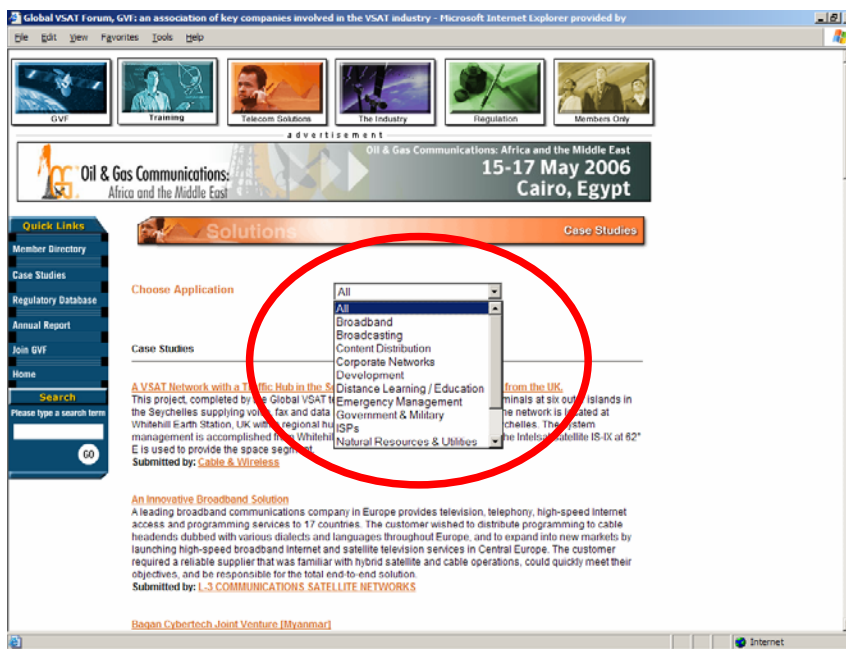 Global VSAT Forum, GVF: an association of key companies involved in the VSAT industry - Microsoft Internet Explorer provided by
File Edit View Favorites Tools Help
GVF Training Telecom Solutions The Industry Regulation Members Only
advertisement
Oil & Gas Communications:
Africa and the Middle East
Oil & Gas Communications: Africa and the Middle East
15-17 May 2006
Cairo, Egypt
Quick Links
Member Directory
Case Studies
Regulatory Database
Annual Report
Join GVF
Home
Search
Please type a search term
GO
Solutions
Case Studies
Choose Application
All
All
Broadband
Broadcasting
Content Distribution
Corporate Networks
Development
Distance Learning / Education
Emergency Management
Government & Military
ISPs
Natural Resources & Utilities
Case Studies
A VSAT Network with a Traffic Hub in the from the UK.
This project, completed by the Global VSAT minals at six outer islands in
the Seychelles supplying voice, fax and data he network is located at
Whitehill Earth Station, UK with a regional hu chelles. The system
management is accomplished from Whitehi the Intelsat satellite IS-IX at 62°
E is used to provide the space segment.
Submitted by: Cable & Wireless
An Innovative Broadband Solution
A leading broadband communications company in Europe provides television, telephony, high-speed Internet
access and programming services to 17 countries. The customer wished to distribute programming to cable
headends dubbed with various dialects and languages throughout Europe, and to expand into new markets by
launching high-speed broadband Internet and satellite television services in Central Europe. The customer
required a reliable supplier that was familiar with hybrid satellite and cable operations, could quickly meet their
objectives, and be responsible for the total end-to-end solution.
Submitted by: L-3 COMMUNICATIONS SATELLITE NETWORKS
Bagan Cybertech Joint Venture [Myanmar]
Internet